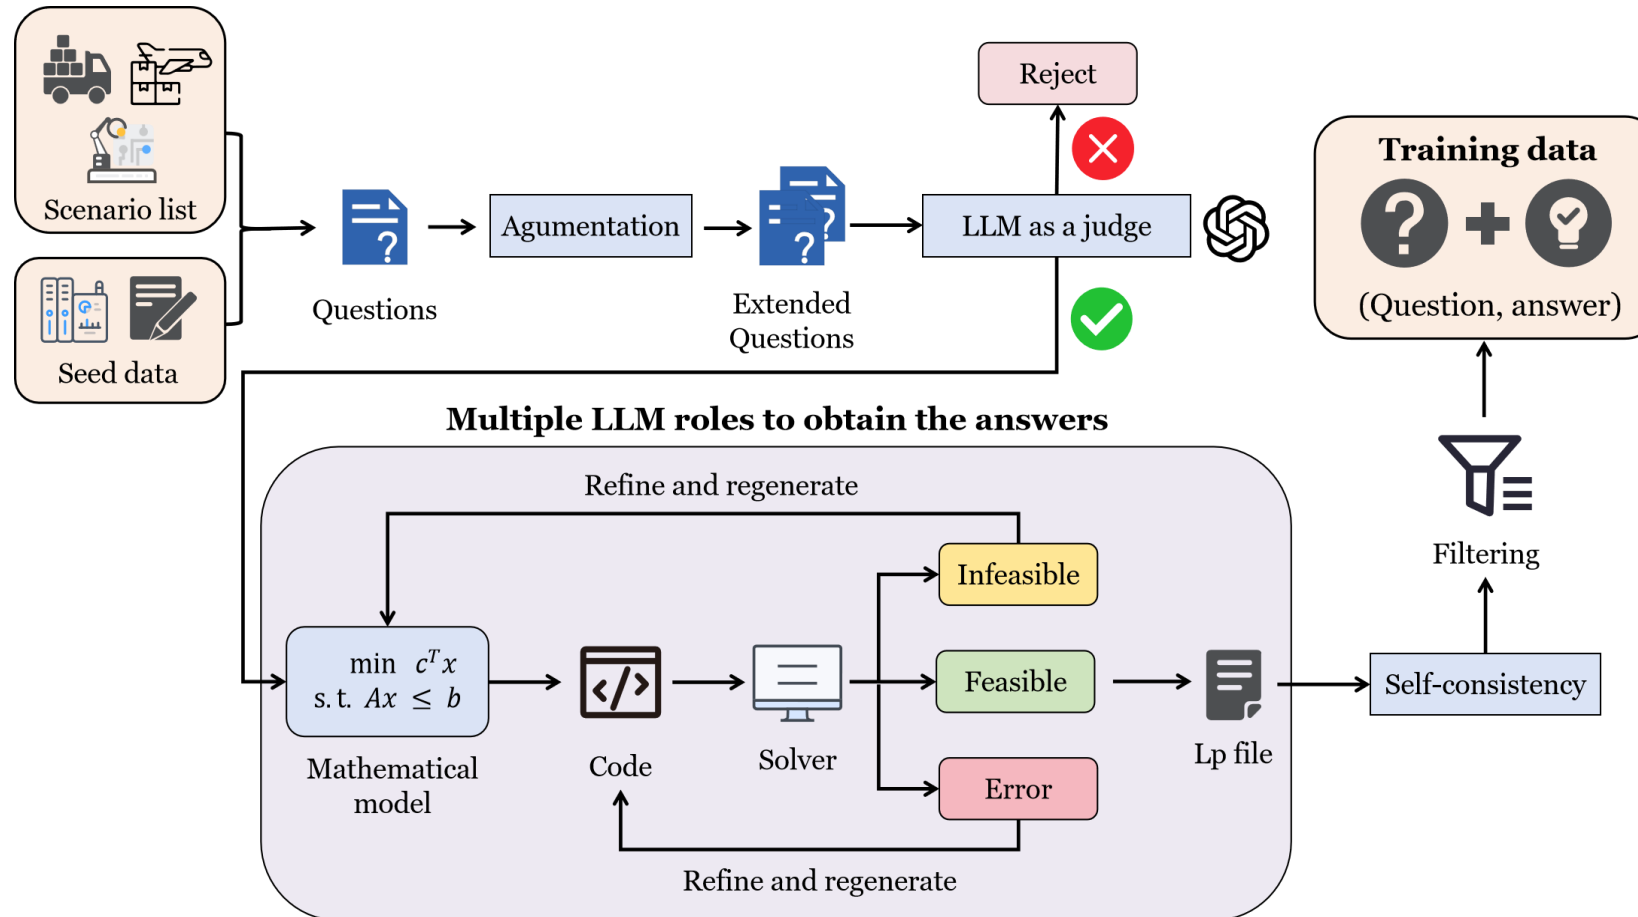 Scenario list
Seed data
Questions
Agumentation
Extended
Questions
LLM as a judge
Reject
Training data
(Question, answer)
Multiple LLM roles to obtain the answers
Refine and regenerate
min c^T x
s. t. Ax ≤ b
Mathematical
model
Code
Solver
Infeasible
Feasible
Error
Refine and regenerate
Lp file
Self-consistency
Filtering